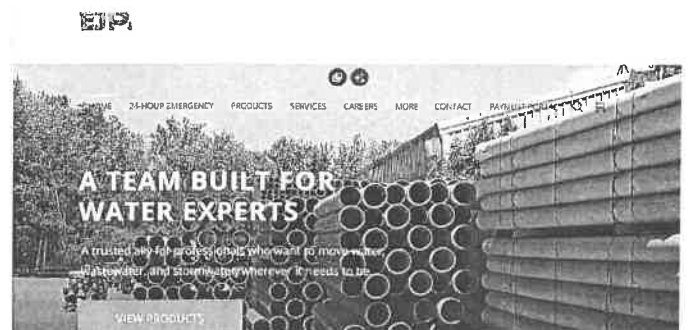 HOME 24-HOUR EMERGENCY PRODUCTS SERVICES CAREERS MORE CONTACT PAYMENT
A TEAM BUILT FOR
WATER EXPERTS
A trusted ally for professionals who want to move water,
wastewater, and stormwater wherever it needs to be.
VIEW PRODUCTS